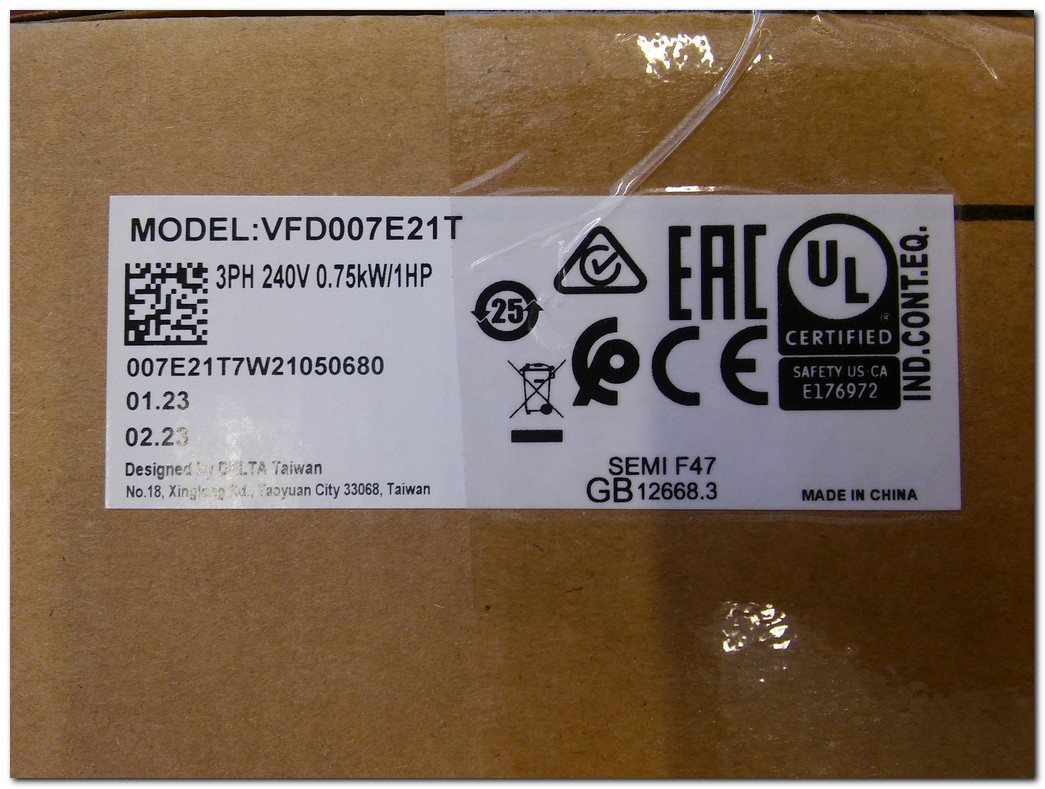 MODEL:VFD007E21T
3PH 240V 0.75kW/1HP
007E21T7W21050680
01.23
02.23
Designed by DELTA Taiwan
No.18, Xinglong Rd., Taoyuan City 33068, Taiwan
25
EAC
CE
UL
®
CERTIFIED
SAFETY US·CA
E176972
IND.CONT.EQ.
SEMI F47
GB12668.3
MADE IN CHINA